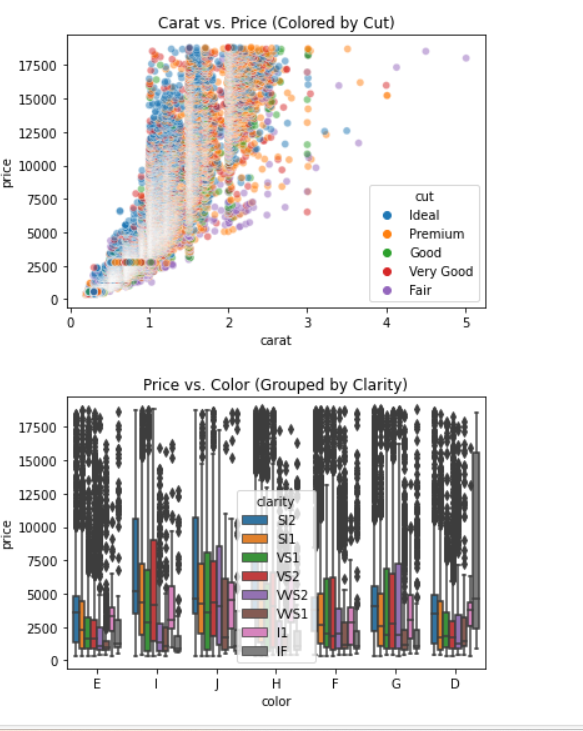 Carat vs. Price (Colored by Cut)
17500
15000
12500
10000
7500
5000
2500
0
price
cut
Ideal
Premium
Good
Very Good
Fair
0 1 2 3 4 5
carat
Price vs. Color (Grouped by Clarity)
17500
15000
12500
10000
7500
5000
2500
0
price
clarity
SI2
SI1
VS1
VS2
VVS2
VVS1
I1
IF
E I J H F G D
color